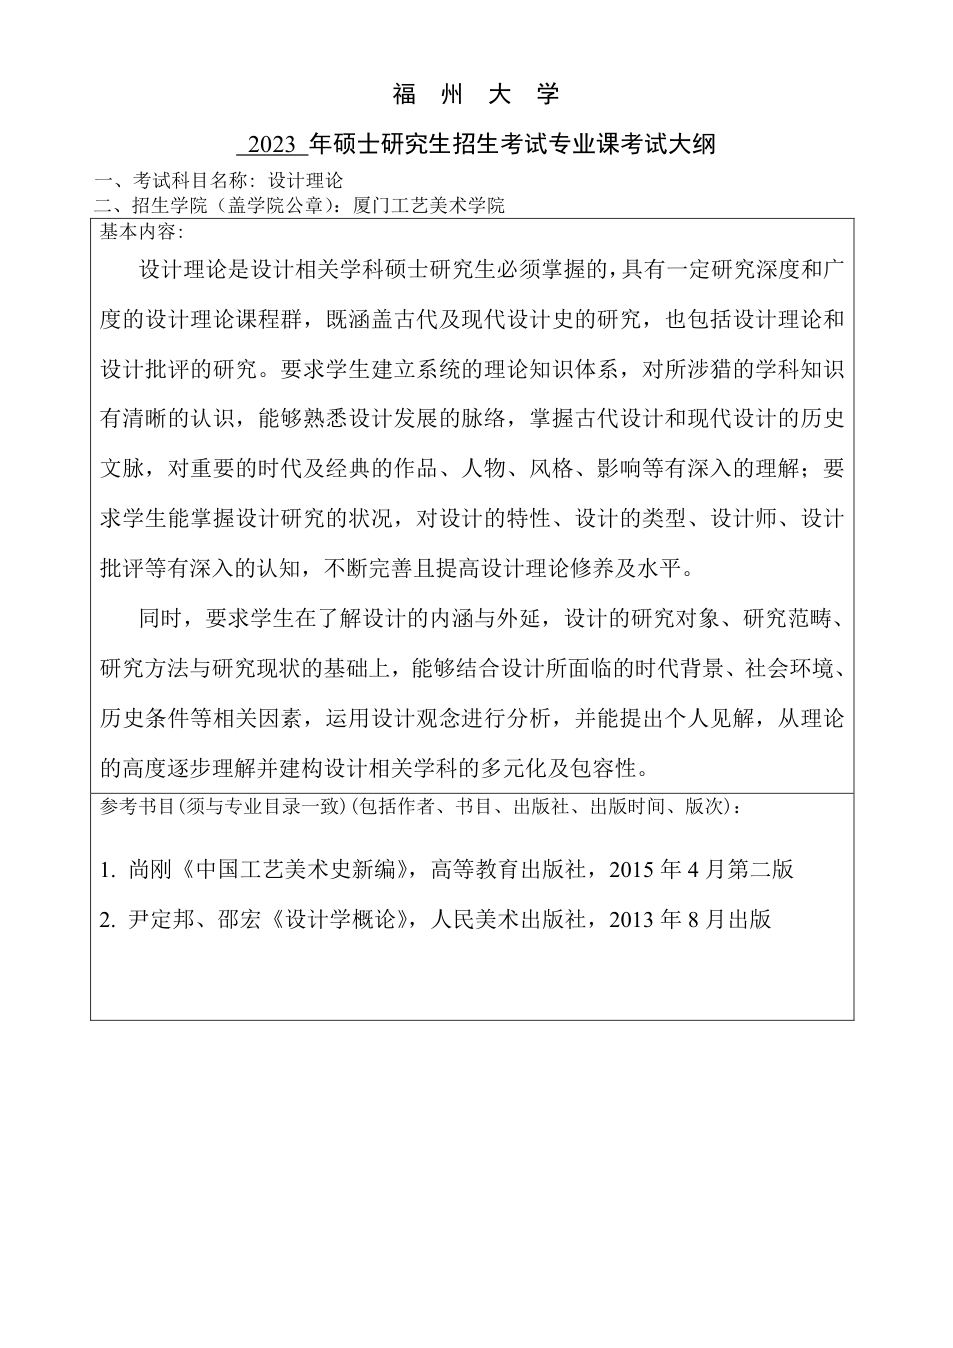 福 州 大 学
2023 年硕士研究生招生考试专业课考试大纲
一、考试科目名称：设计理论
二、招生学院（盖学院公章）：厦门工艺美术学院
基本内容：
设计理论是设计相关学科硕士研究生必须掌握的，具有一定研究深度和广
度的设计理论课程群，既涵盖古代及现代设计史的研究，也包括设计理论和
设计批评的研究。要求学生建立系统的理论知识体系，对所涉猎的学科知识
有清晰的认识，能够熟悉设计发展的脉络，掌握古代设计和现代设计的历史
文脉，对重要的时代及经典的作品、人物、风格、影响等有深入的理解；要
求学生能掌握设计研究的状况，对设计的特性、设计的类型、设计师、设计
批评等有深入的认知，不断完善且提高设计理论修养及水平。
同时，要求学生在了解设计的内涵与外延，设计的研究对象、研究范畴、
研究方法与研究现状的基础上，能够结合设计所面临的时代背景、社会环境、
历史条件等相关因素，运用设计观念进行分析，并能提出个人见解，从理论
的高度逐步理解并建构设计相关学科的多元化及包容性。
参考书目(须与专业目录一致)(包括作者、书目、出版社、出版时间、版次)：
1. 尚刚《中国工艺美术史新编》，高等教育出版社，2015 年 4 月第二版
2. 尹定邦、邵宏《设计学概论》，人民美术出版社，2013 年 8 月出版